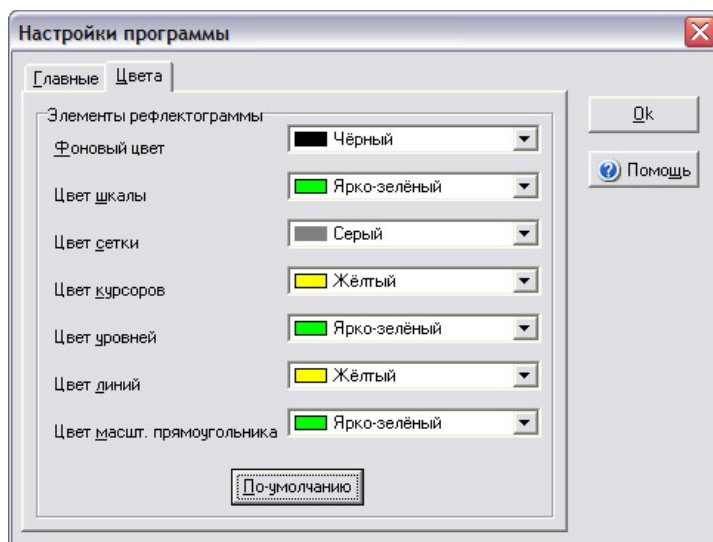 Настройки программы
Главные
Цвета
Элементы рефлектограммы
Фоновый цвет
Чёрный
Цвет шкалы
Ярко-зелёный
Цвет сетки
Серый
Цвет курсоров
Жёлтый
Цвет уровней
Ярко-зелёный
Цвет линий
Жёлтый
Цвет масшт. прямоугольника
Ярко-зелёный
По-умолчанию
Ok
Помощь